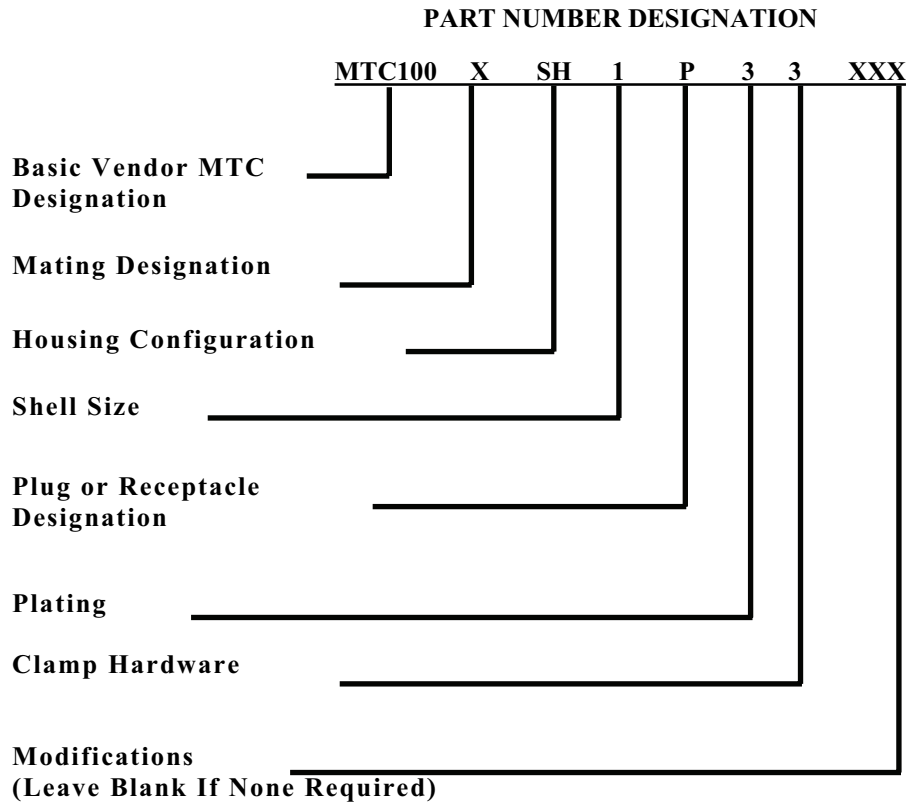 PART NUMBER DESIGNATION
MTC100 X SH 1 P 3 3 XXX
Basic Vendor MTC
Designation
Mating Designation
Housing Configuration
Shell Size
Plug or Receptacle
Designation
Plating
Clamp Hardware
Modifications
(Leave Blank If None Required)